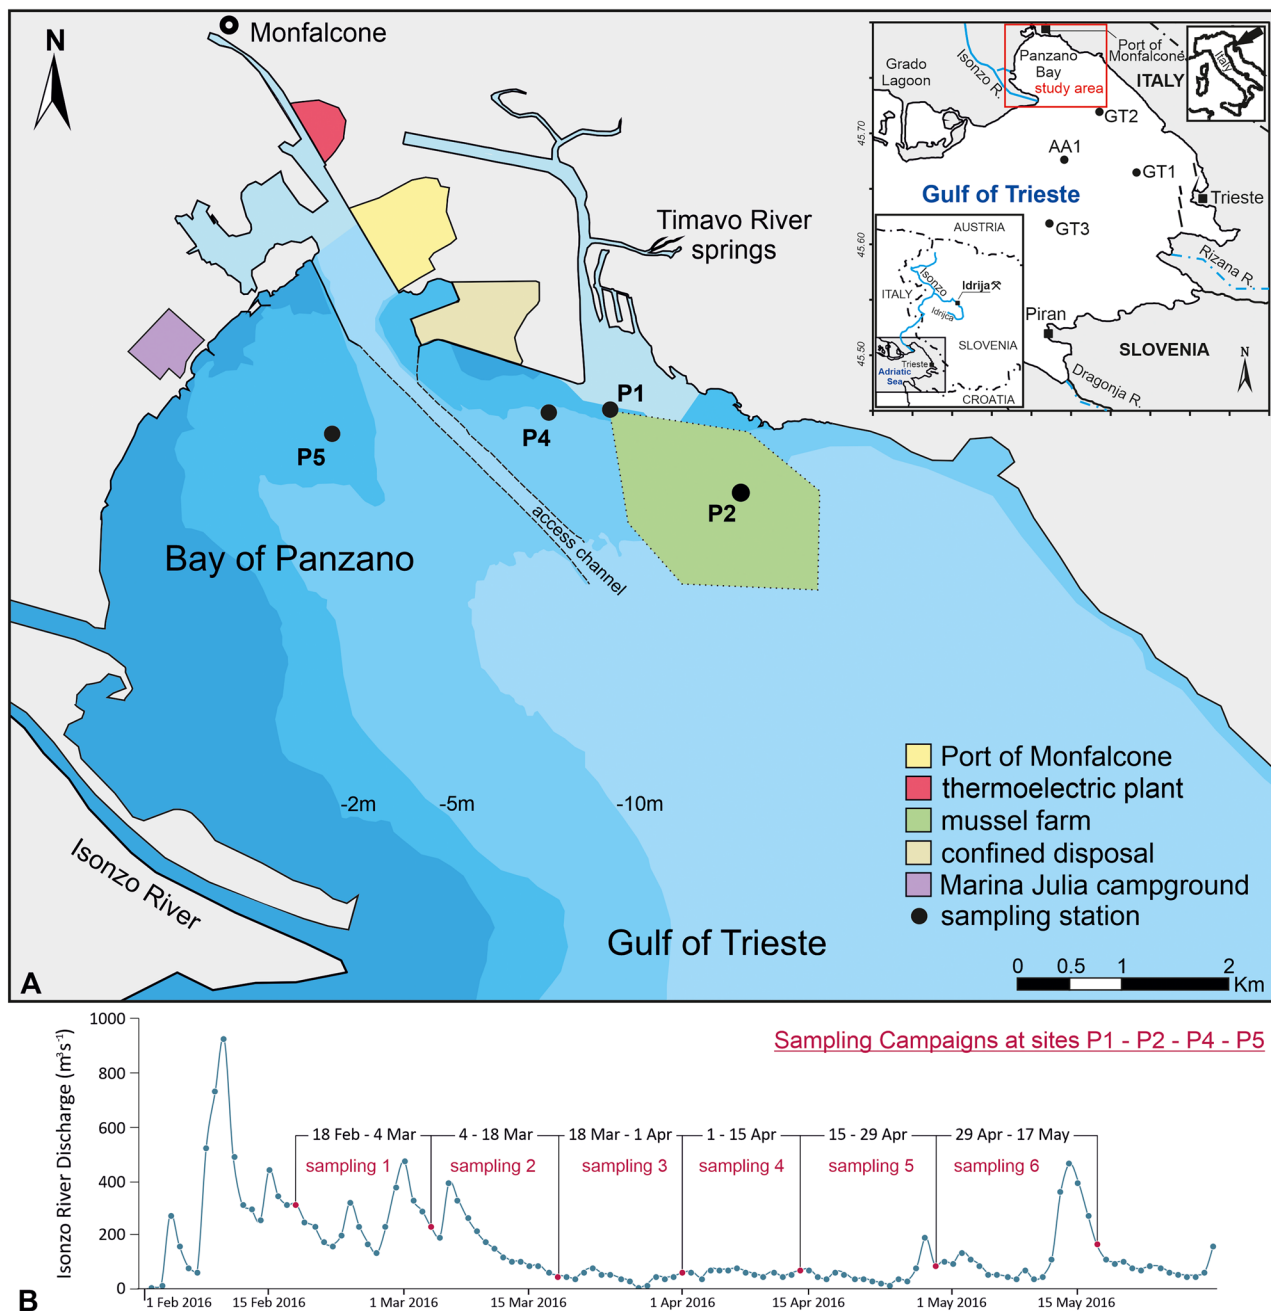 N
Monfalcone
Timavo River
springs
P1
P4
P5
P2
access channel
Bay of Panzano
-2m
-5m
-10m
Isonzo River
Gulf of Trieste
A
Port of Monfalcone
thermoelectric plant
mussel farm
confined disposal
Marina Julia campground
sampling station
0 0.5 1 2
Km
Grado
Lagoon
Isonzo R.
Panzano
Bay
study area
Port of
Monfalcone
ITALY
Italy
GT2
AA1
GT1
Gulf of Trieste
GT3
Trieste
Rizana R.
Piran
SLOVENIA
Dragonja R.
N
45.70
45.60
45.50
AUSTRIA
Isonzo
ITALY
Idrija
Idrijca
SLOVENIA
Trieste
Adriatic
Sea
CROATIA
B
Isonzo River Discharge (m³s⁻¹)
1000
800
600
400
200
0
Sampling Campaigns at sites P1 - P2 - P4 - P5
18 Feb - 4 Mar
sampling 1
4 - 18 Mar
sampling 2
18 Mar - 1 Apr
sampling 3
1 - 15 Apr
sampling 4
15 - 29 Apr
sampling 5
29 Apr - 17 May
sampling 6
1 Feb 2016
15 Feb 2016
1 Mar 2016
15 Mar 2016
1 Apr 2016
15 Apr 2016
1 May 2016
15 May 2016